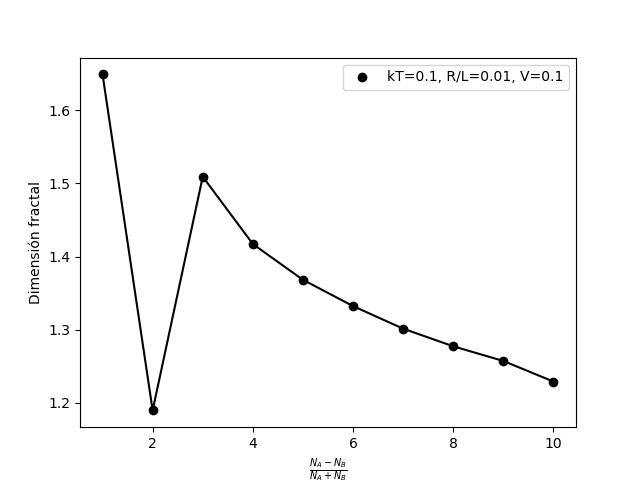 kT=0.1, R/L=0.01, V=0.1
Dimensión fractal
1.6
1.5
1.4
1.3
1.2
2 4 6 8 10
\frac{N_A - N_B}{N_A + N_B}